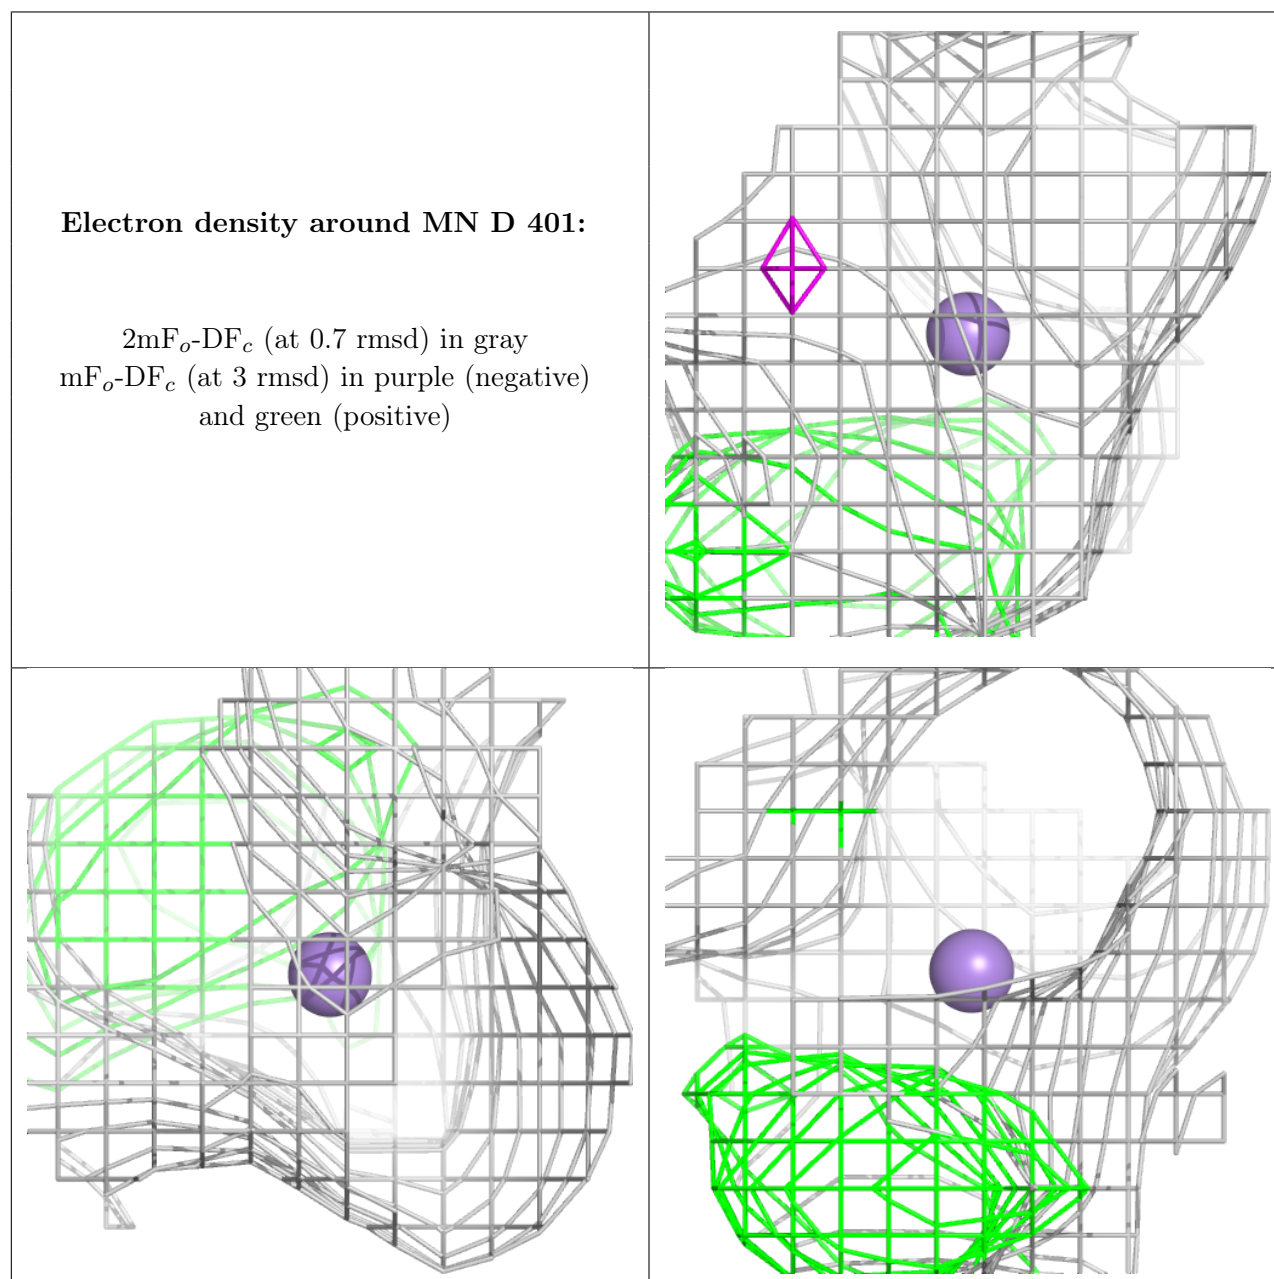 Electron density around MN D 401:
2mFₒ-DF𝒸 (at 0.7 rmsd) in gray
mFₒ-DF𝒸 (at 3 rmsd) in purple (negative)
and green (positive)